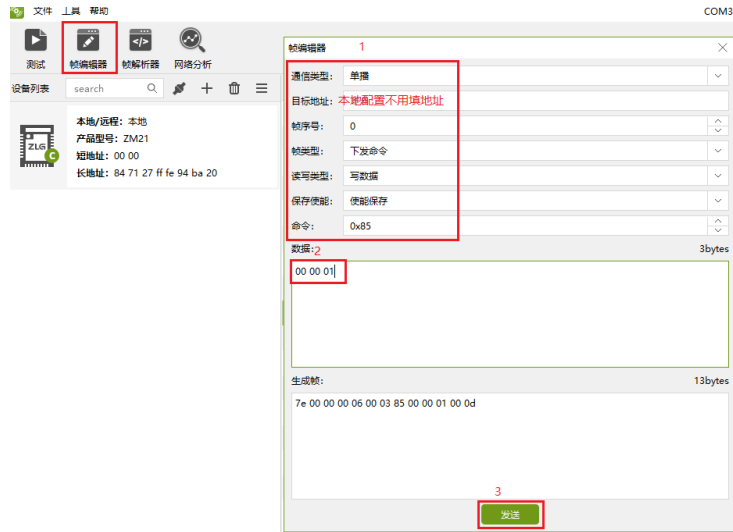 文件 工具 帮助 COM3
测试 帧编辑器 帧解析器 网络分析
设备列表 search
本地/远程: 本地
产品型号: ZM21
短地址: 00 00
长地址: 84 71 27 ff fe 94 ba 20
ZLG
C
帧编辑器 1
通信类型: 单播
目标地址: 本地配置不用填地址
帧序号: 0
帧类型: 下发命令
读写类型: 写数据
保存使能: 使能保存
命令: 0x85
数据: 2 3bytes
00 00 01
生成帧: 13bytes
7e 00 00 00 06 00 03 85 00 00 01 00 0d
3
发送